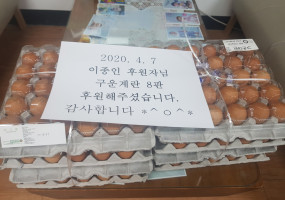 2020. 4. 7
이종인 후원자님
구운계란 8판
후원해주셨습니다.
감사합니다 *^o^*